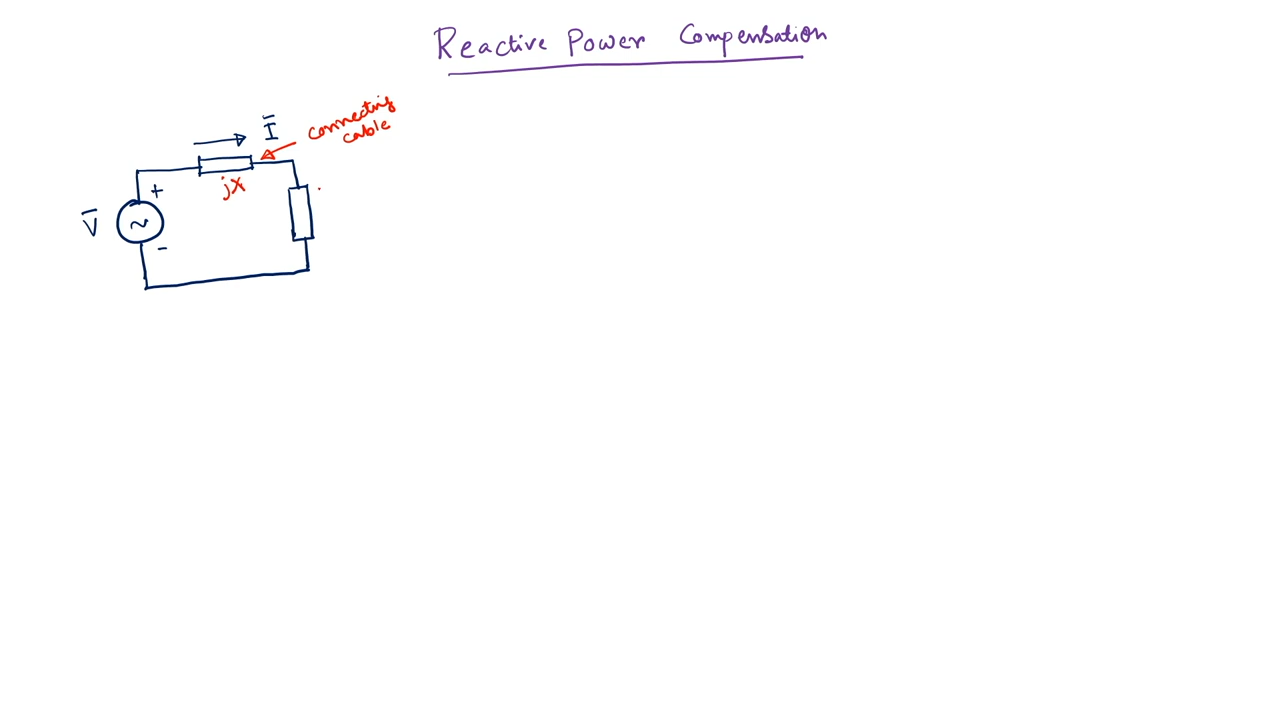 Reactive Power Compensation
connecting
cable
Ī
jX
+
V̄
~
-